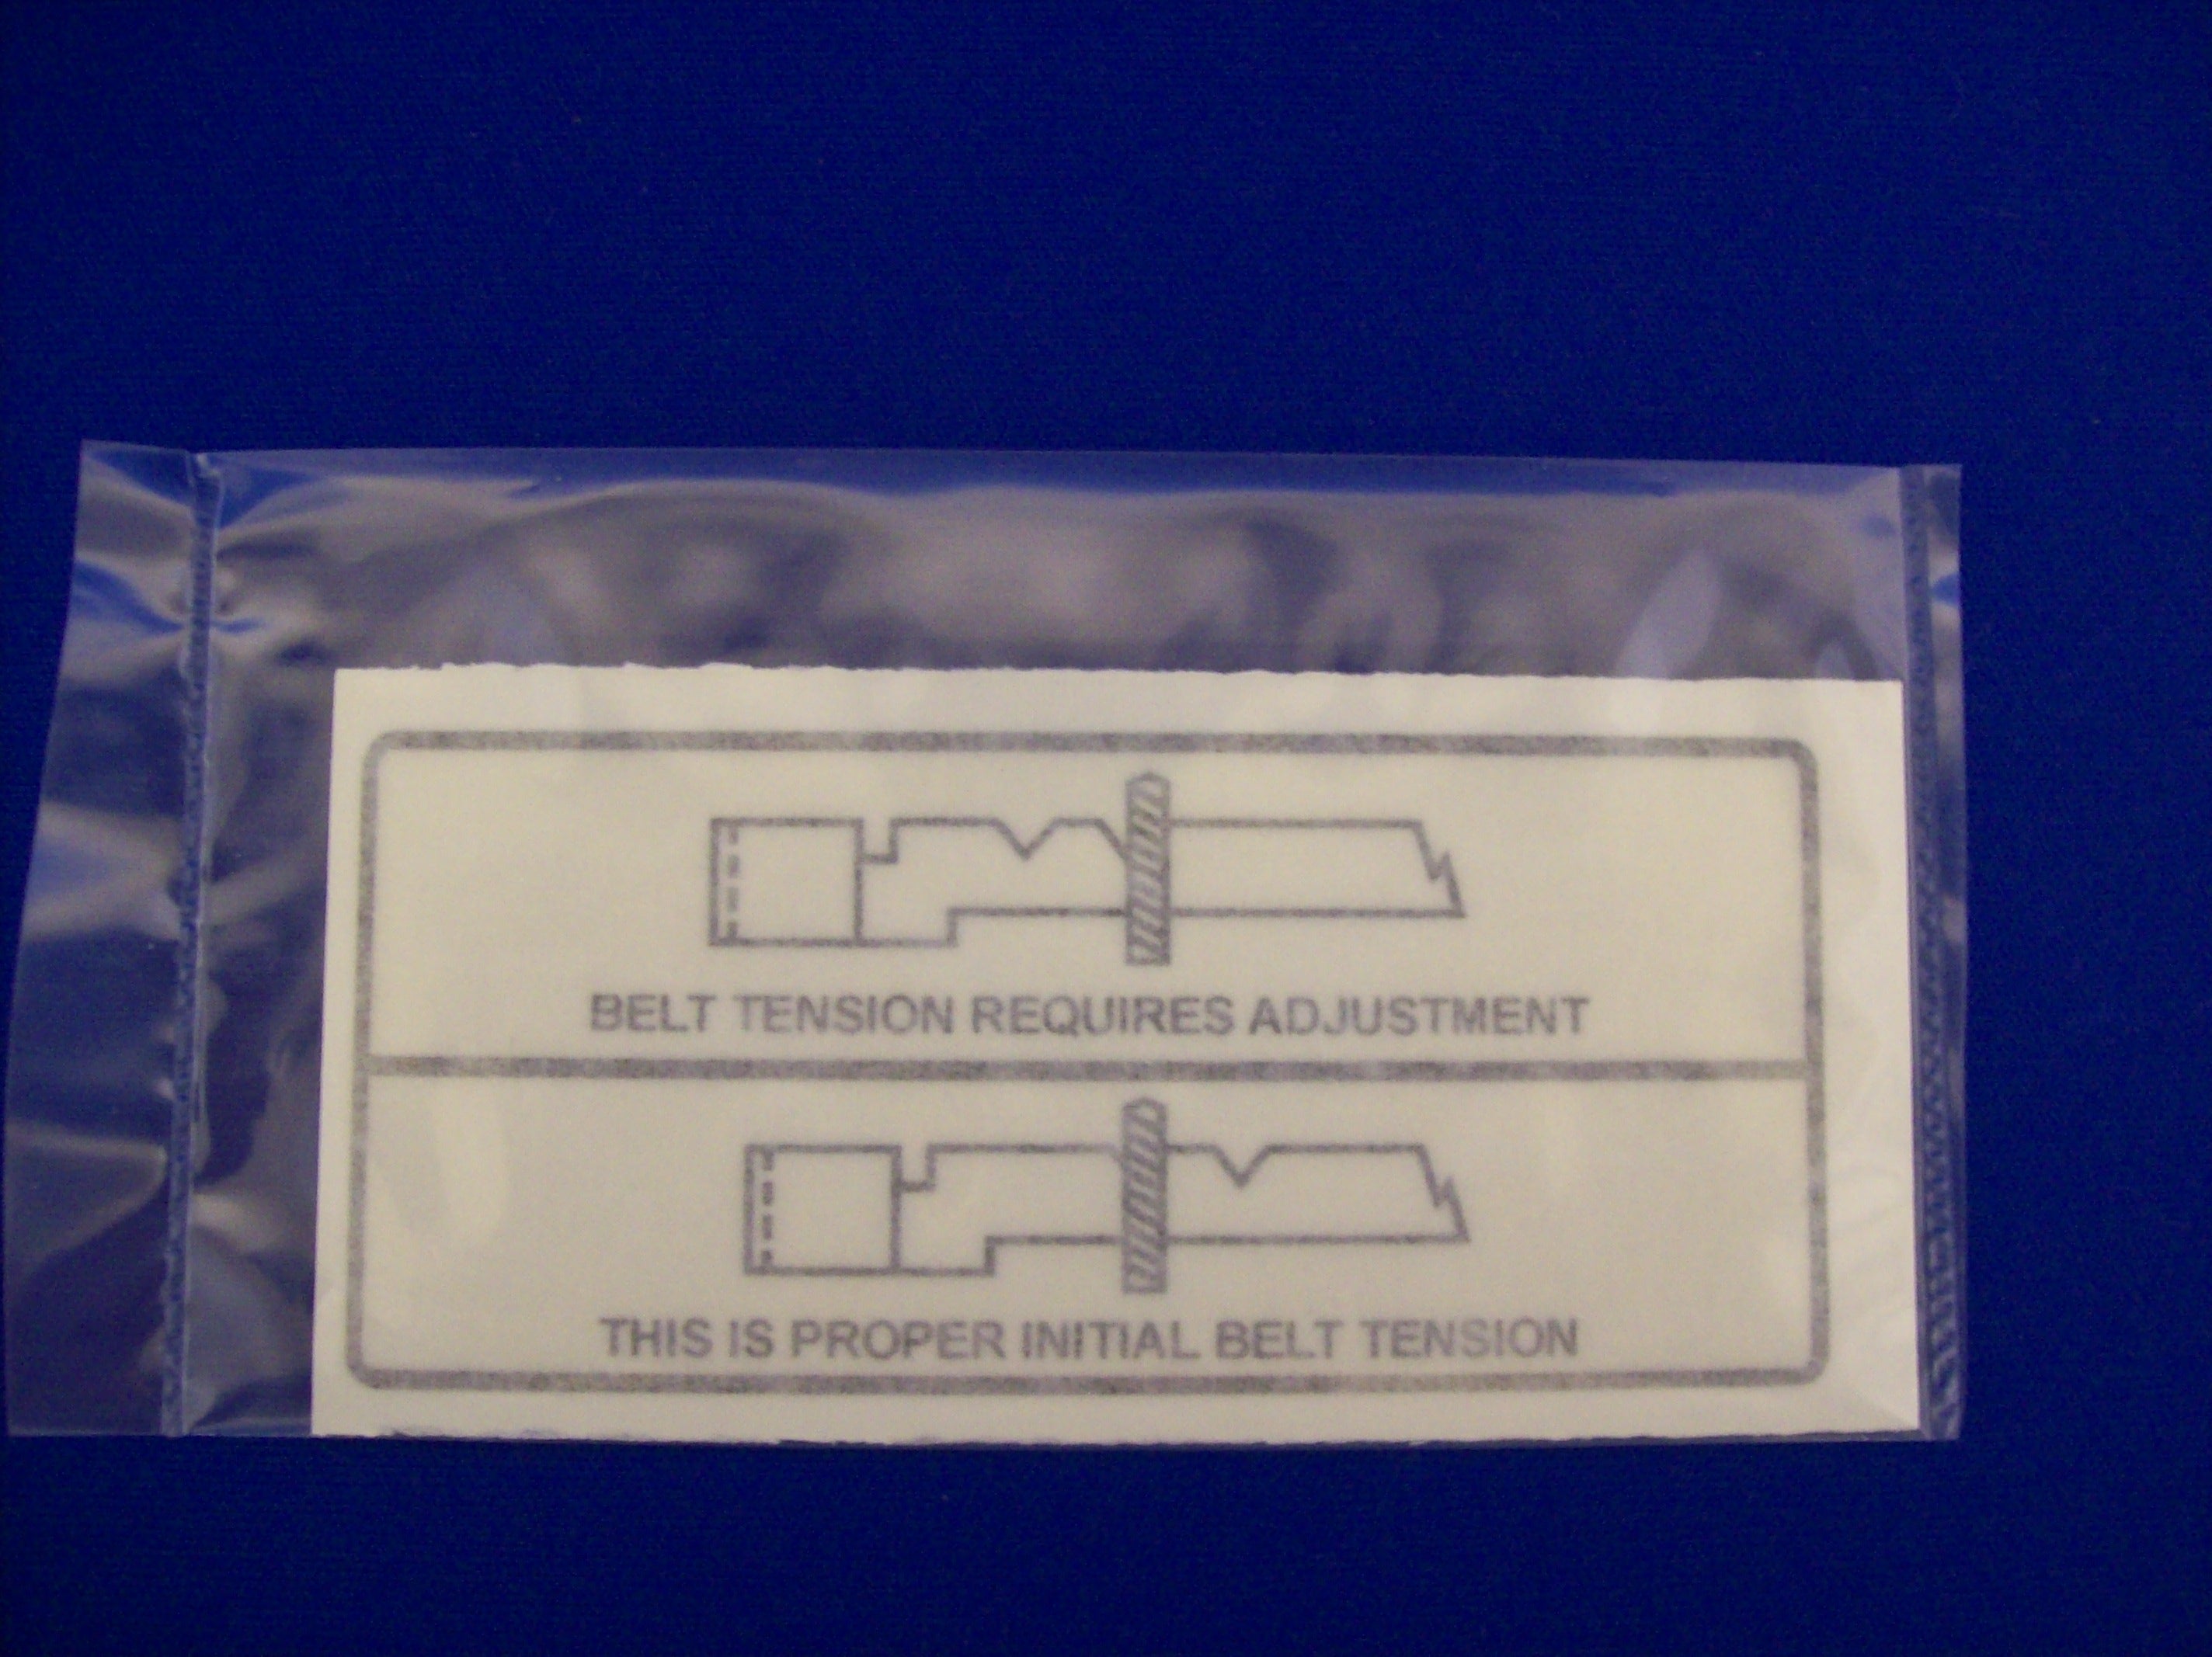 BELT TENSION REQUIRES ADJUSTMENT
THIS IS PROPER INITIAL BELT TENSION